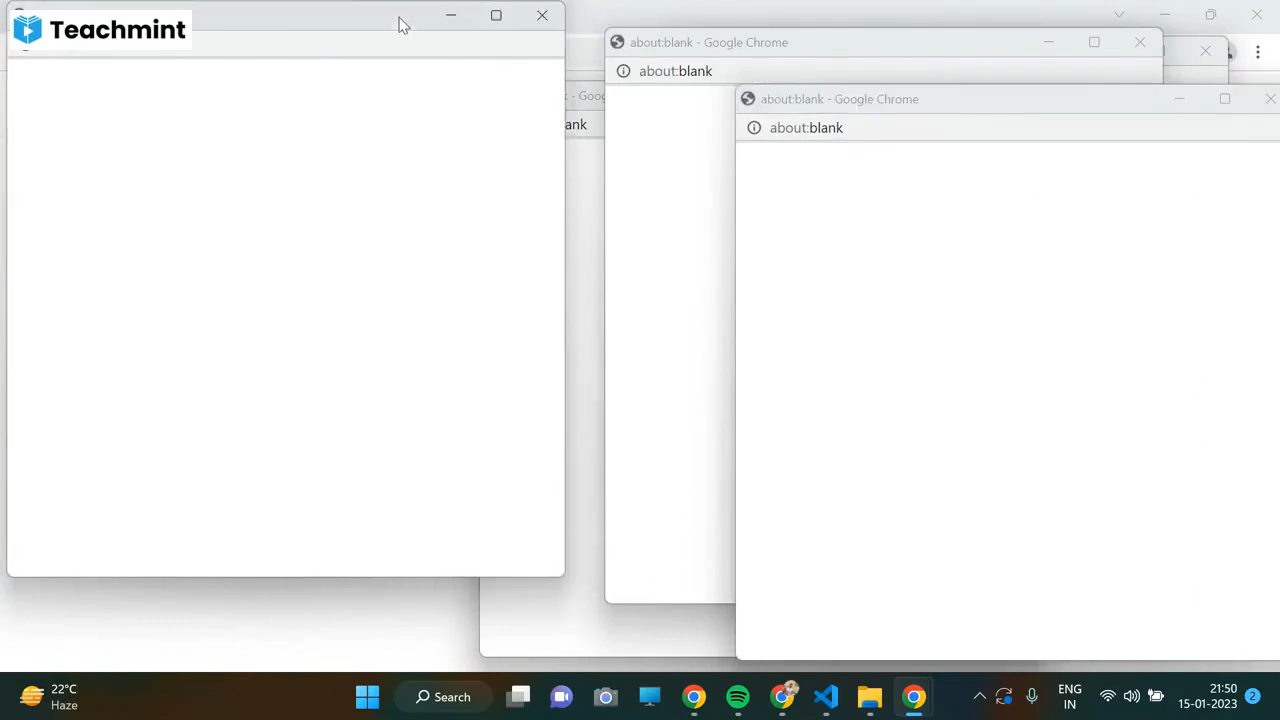 Teachmint
about:blank - Google Chrome
about:blank
k - Goog
ank
about:blank - Google Chrome
about:blank
22°C
Haze
Search
ENG
IN
21:50
15-01-2023
2